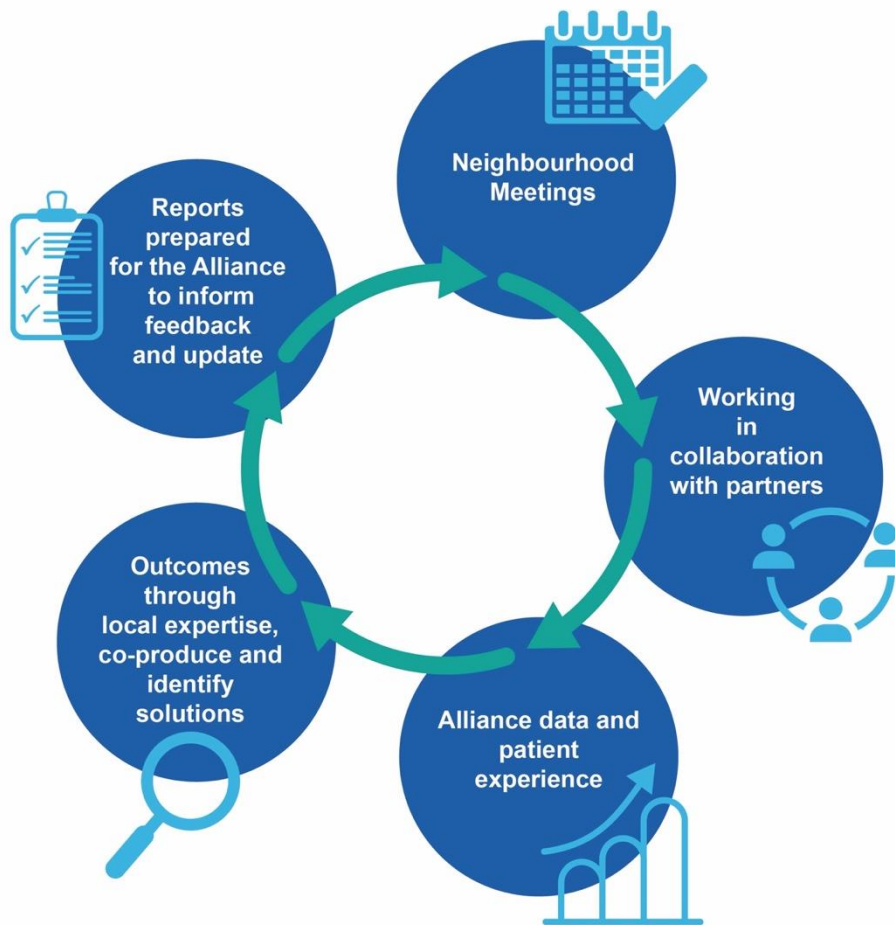 Neighbourhood
Meetings
Working
in
collaboration
with partners
Alliance data and
patient
experience
Outcomes
through
local expertise,
co-produce and
identify
solutions
Reports
prepared
for the Alliance
to inform
feedback
and update